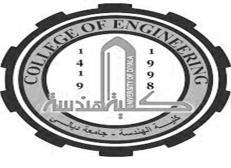 COLLEGE OF ENGINEERING
1419
1998
UNIVERSITY OF DIYALA
كلية الهندسة
كلية الهندسة - جامعة ديالى